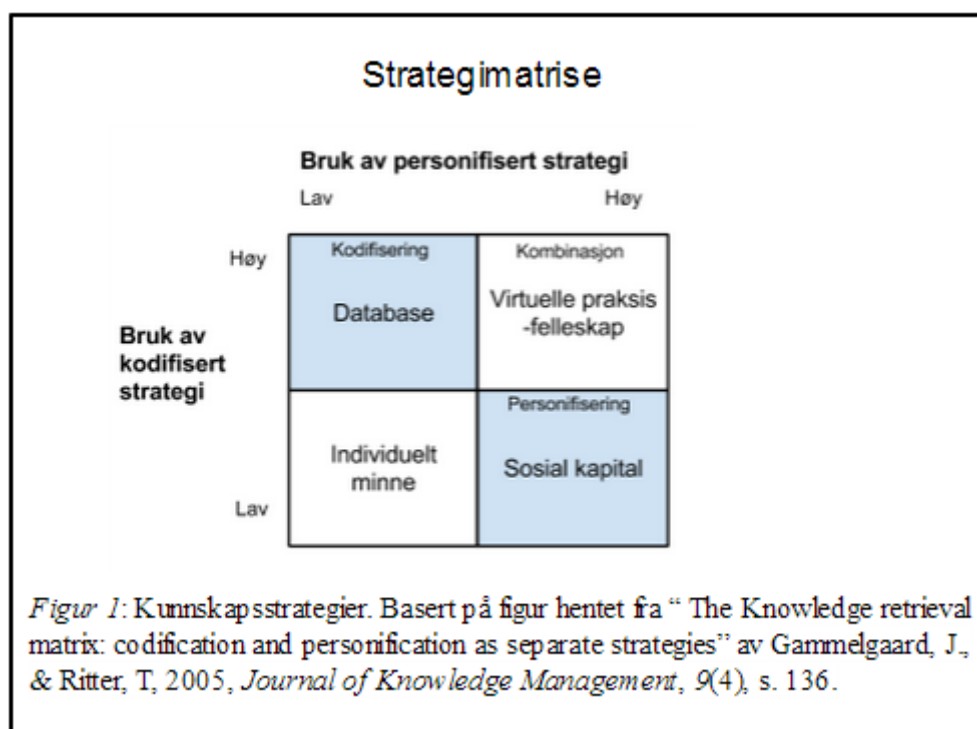 Strategimatrise
Bruk av personifisert strategi
Lav Høy
Høy
Kodifisering
Database
Kombinasjon
Virtuelle praksis
-felleskap
Bruk av
kodifisert
strategi
Individuelt
minne
Personifisering
Sosial kapital
Lav
Figur 1: Kunnskapsstrategier. Basert på figur hentet fra “ The Knowledge retrieval
matrix: codification and personification as separate strategies” av Gammelgaard, J.,
& Ritter, T, 2005, Journal of Knowledge Management, 9(4), s. 136.